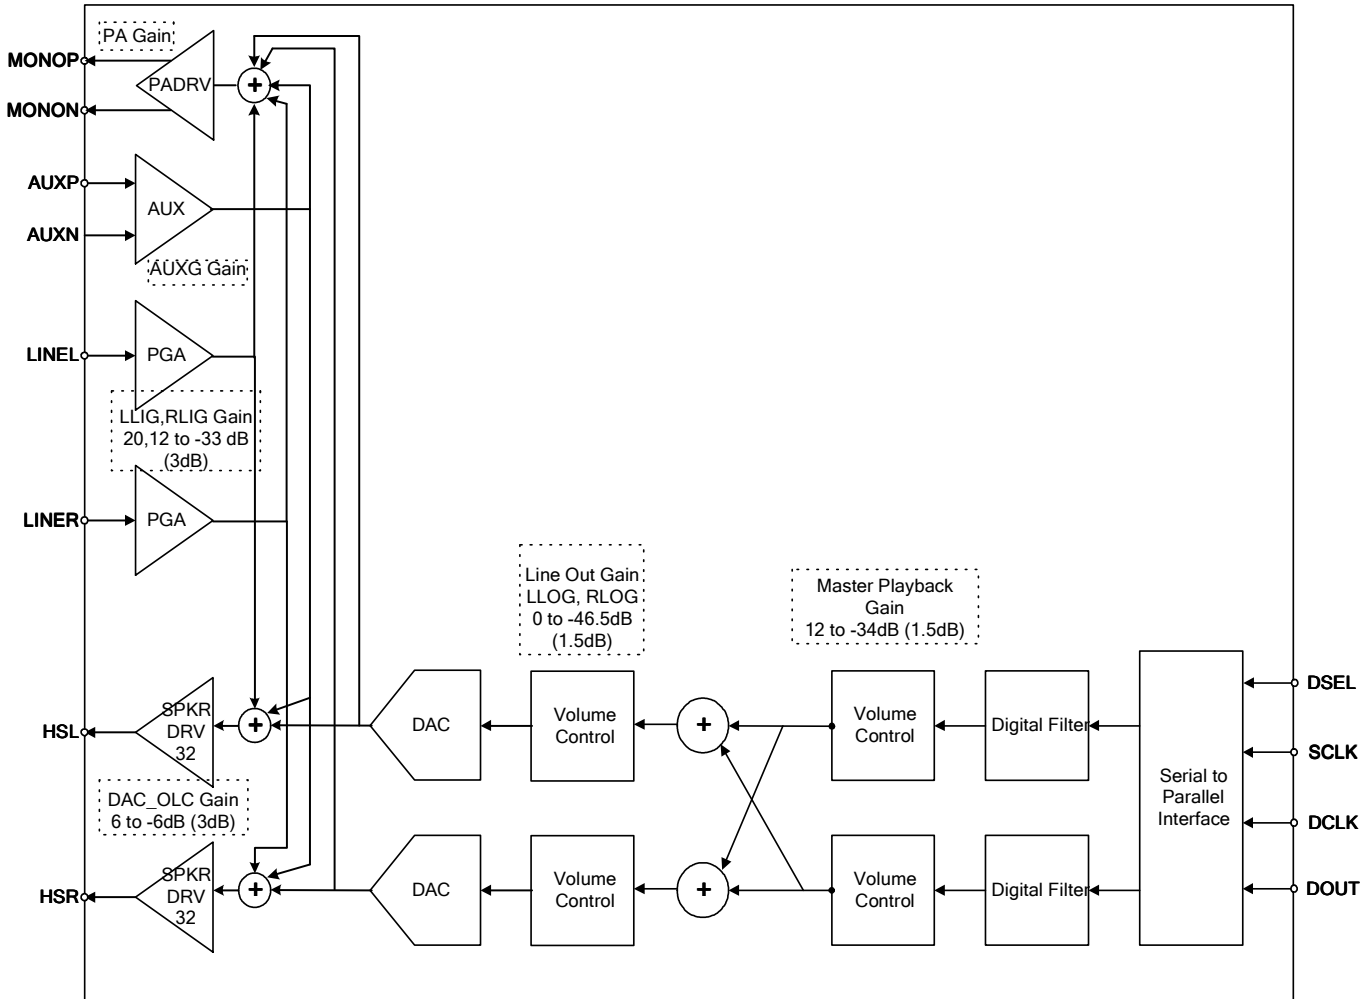 PA Gain
MONOP
PADRV
+
MONON
AUXP
AUX
AUXN
AUXG Gain
LINEL
PGA
LLIG,RLIG Gain
20,12 to -33 dB
(3dB)
LINER
PGA
Line Out Gain
LLOG, RLOG
0 to -46.5dB
(1.5dB)
Master Playback
Gain
12 to -34dB (1.5dB)
HSL
SPKR
DRV
32
+
DAC
Volume
Control
+
Volume
Control
Digital Filter
Serial to
Parallel
Interface
DSEL
SCLK
DCLK
DOUT
DAC_OLC Gain
6 to -6dB (3dB)
HSR
SPKR
DRV
32
+
DAC
Volume
Control
+
Volume
Control
Digital Filter